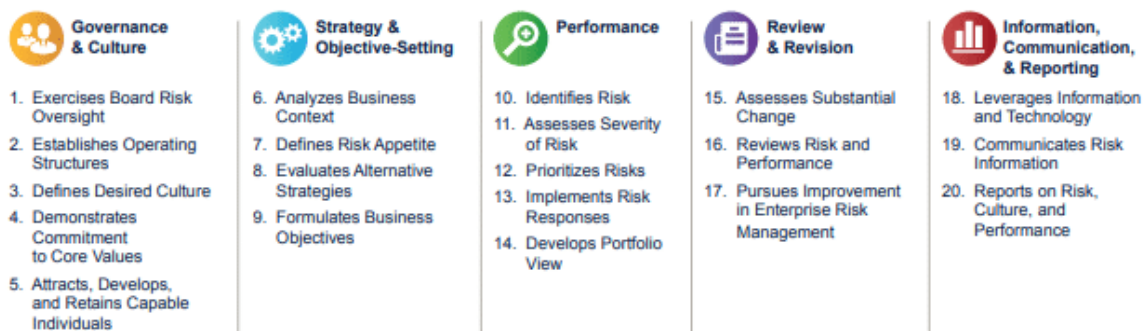 Governance
& Culture
1. Exercises Board Risk
Oversight
2. Establishes Operating
Structures
3. Defines Desired Culture
4. Demonstrates
Commitment
to Core Values
5. Attracts, Develops,
and Retains Capable
Individuals
Strategy &
Objective-Setting
6. Analyzes Business
Context
7. Defines Risk Appetite
8. Evaluates Alternative
Strategies
9. Formulates Business
Objectives
Performance
10. Identifies Risk
11. Assesses Severity
of Risk
12. Prioritizes Risks
13. Implements Risk
Responses
14. Develops Portfolio
View
Review
& Revision
15. Assesses Substantial
Change
16. Reviews Risk and
Performance
17. Pursues Improvement
in Enterprise Risk
Management
Information,
Communication,
& Reporting
18. Leverages Information
and Technology
19. Communicates Risk
Information
20. Reports on Risk,
Culture, and
Performance